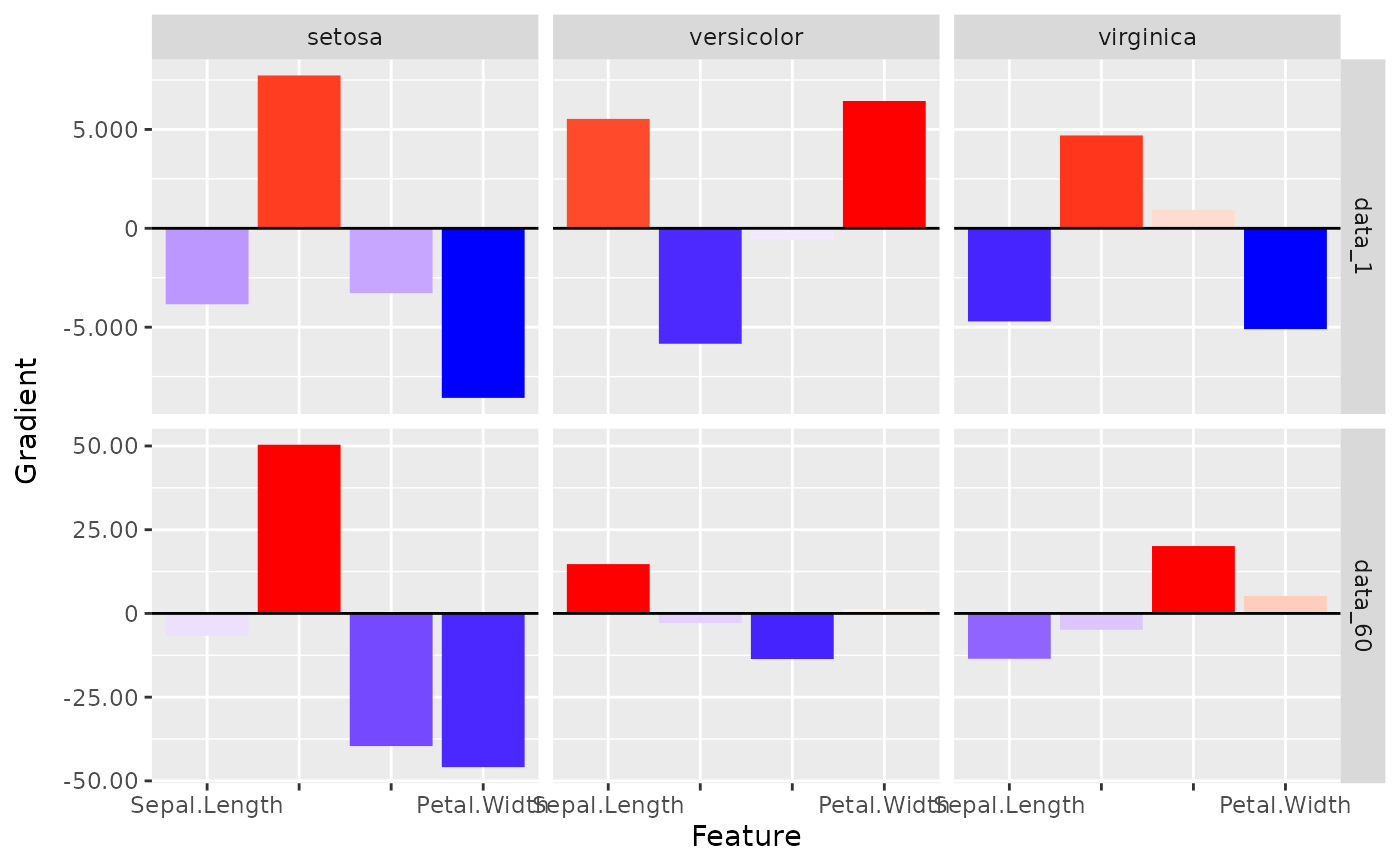 setosa versicolor virginica
5.000
0
-5.000
data_1
Gradient
50.00
25.00
0
-25.00
-50.00
data_60
Sepal.Length Petal.Width Sepal.Length Petal.Width Sepal.Length Petal.Width
Feature